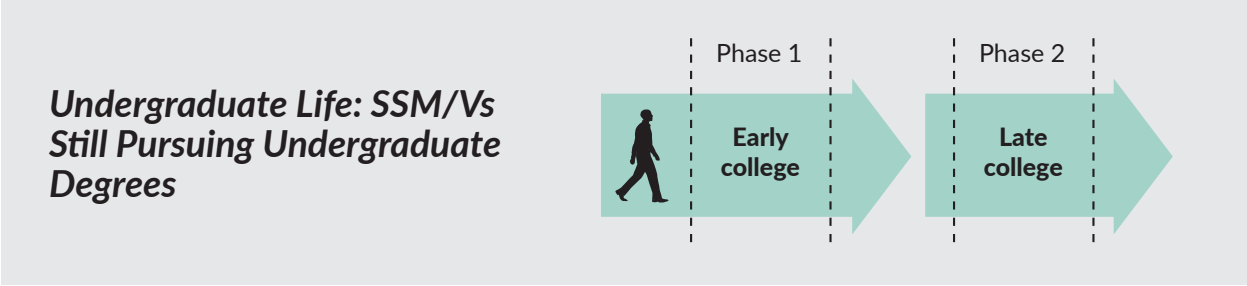 Undergraduate Life: SSM/Vs
Still Pursuing Undergraduate
Degrees
Phase 1
Early
college
Phase 2
Late
college